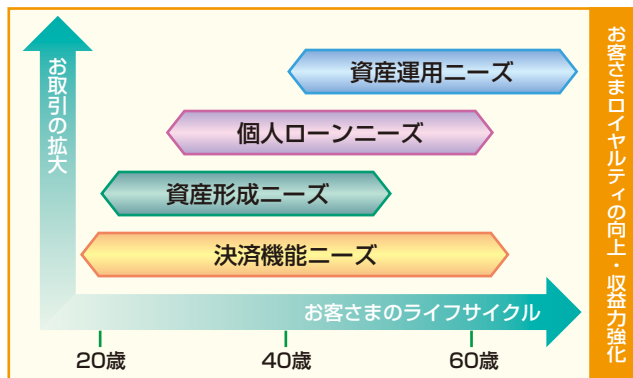 お取引の拡大
資産運用ニーズ
個人ローンニーズ
資産形成ニーズ
決済機能ニーズ
お客さまのライフサイクル
20歳
40歳
60歳
お客さまロイヤルティの向上・収益力強化